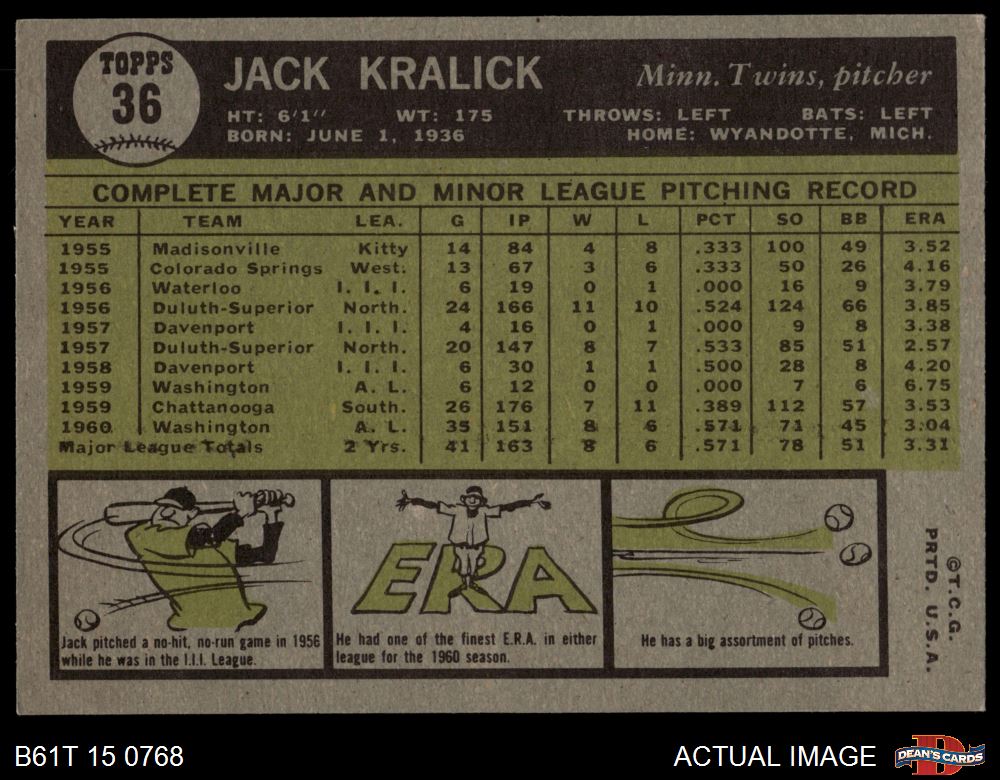 TOPPS
36
JACK KRALICK
Minn. Twins, pitcher
HT: 6'1" WT: 175 THROWS: LEFT BATS: LEFT
BORN: JUNE 1, 1936 HOME: WYANDOTTE, MICH.
COMPLETE MAJOR AND MINOR LEAGUE PITCHING RECORD
YEAR TEAM LEA. G IP W L PCT SO BB ERA
1955 Madisonville Kitty 14 84 4 8 .333 100 49 3.52
1955 Colorado Springs West. 13 67 3 6 .333 50 26 4.16
1956 Waterloo I. I. I. 6 19 0 1 .000 16 9 3.79
1956 Duluth-Superior North. 24 166 11 10 .524 124 66 3.85
1957 Davenport I. I. I. 4 16 0 1 .000 9 8 3.38
1957 Duluth-Superior North. 20 147 8 7 .533 85 51 2.57
1958 Davenport I. I. I. 6 30 1 1 .500 28 8 4.20
1959 Washington A. L. 6 12 0 0 .000 7 6 6.75
1959 Chattanooga South. 26 176 7 11 .389 112 57 3.53
1960 Washington A. L. 35 151 8 6 .571 71 45 3.04
Major League Totals 2 Yrs. 41 163 8 6 .571 78 51 3.31
ERA
Jack pitched a no-hit, no-run game in 1956
while he was in the I.I.I. League.
He had one of the finest E.R.A. in either
league for the 1960 season.
He has a big assortment of pitches.
©T.C.G.
PRTD. U.S.A.
B61T 15 0768
ACTUAL IMAGE
DEAN'S CARDS